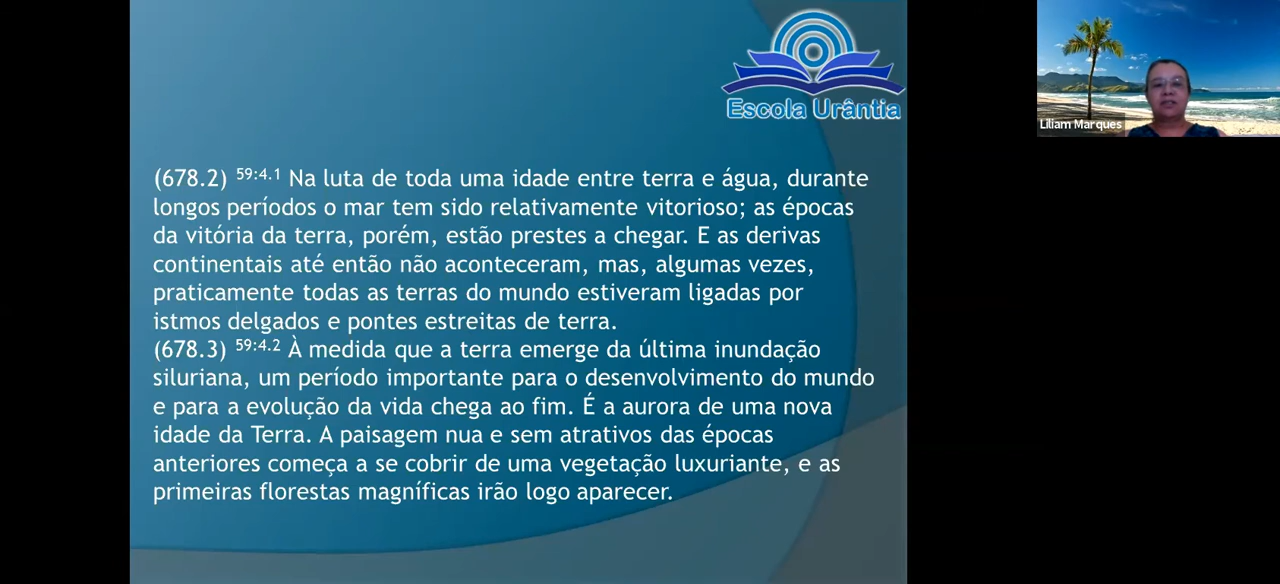 Escola Urântia
Liliam Marques
(678.2) 59:4.1 Na luta de toda uma idade entre terra e água, durante
longos períodos o mar tem sido relativamente vitorioso; as épocas
da vitória da terra, porém, estão prestes a chegar. E as derivas
continentais até então não aconteceram, mas, algumas vezes,
praticamente todas as terras do mundo estiveram ligadas por
istmos delgados e pontes estreitas de terra.
(678.3) 59:4.2 À medida que a terra emerge da última inundação
siluriana, um período importante para o desenvolvimento do mundo
e para a evolução da vida chega ao fim. É a aurora de uma nova
idade da Terra. A paisagem nua e sem atrativos das épocas
anteriores começa a se cobrir de uma vegetação luxuriante, e as
primeiras florestas magníficas irão logo aparecer.